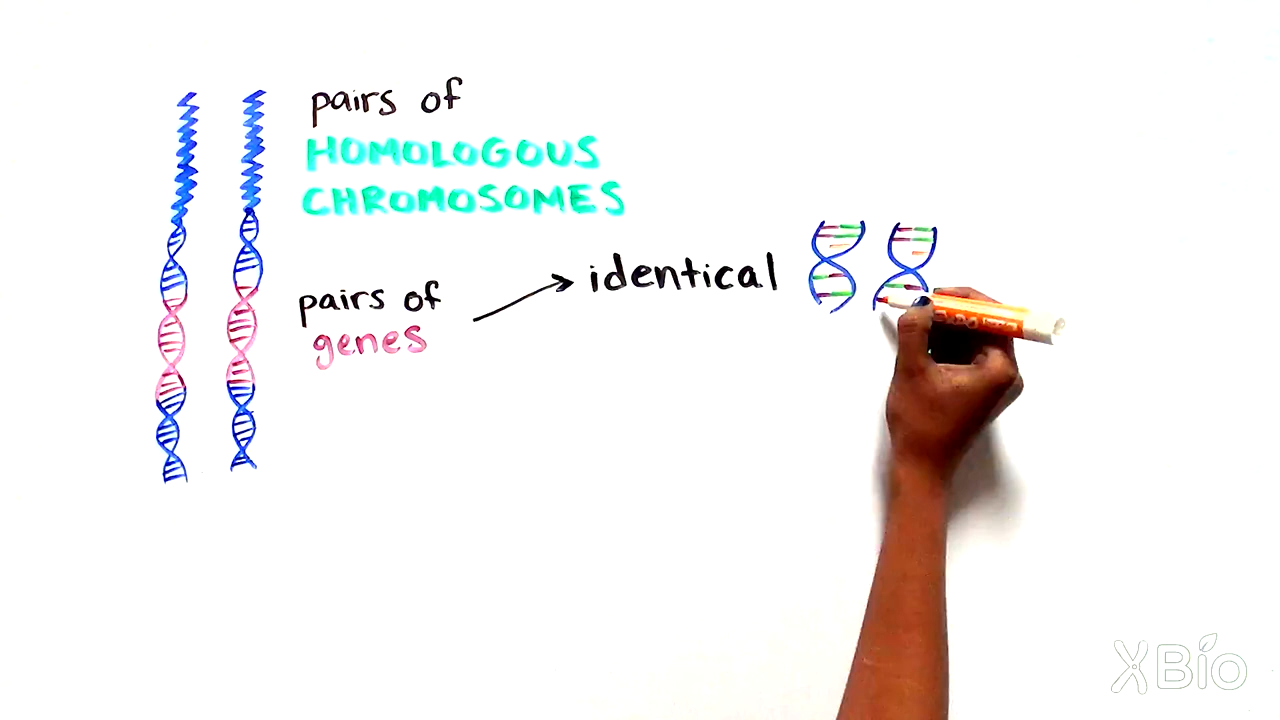 pairs of
HOMOLOGOUS
CHROMOSOMES
pairs of
genes
identical
XBio